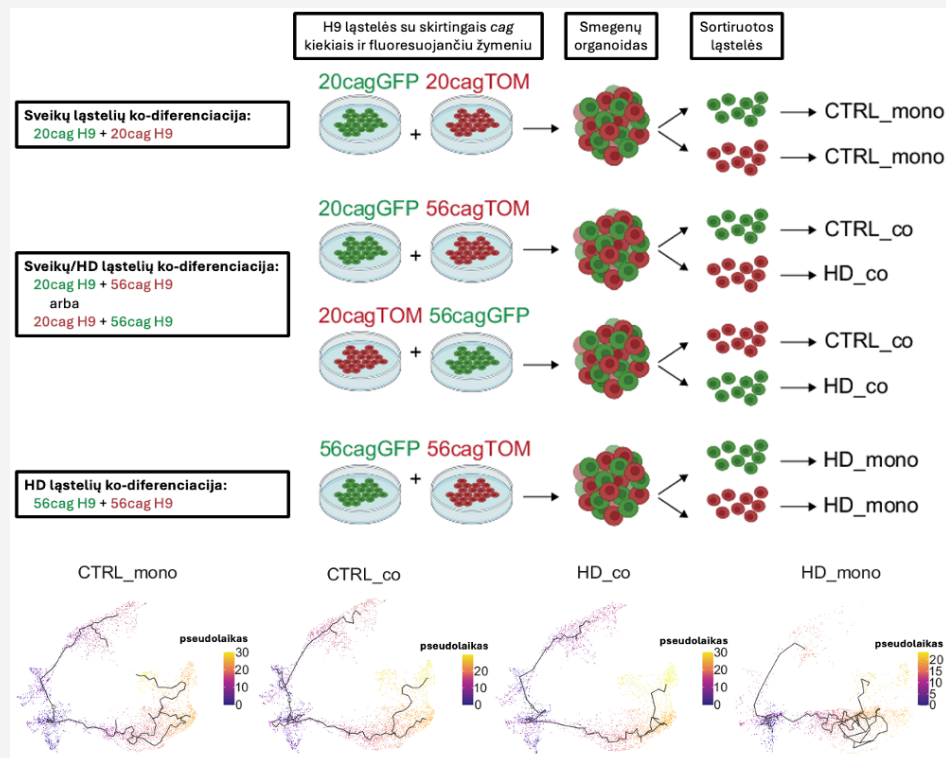 H9 ląstelės su skirtingais cag
kiekiais ir fluoresuojančiu žymeniu
Smegenų
organoidas
Sortiruotos
ląstelės
Sveikų ląstelių ko-diferenciacija:
20cag H9 + 20cag H9
20cagGFP 20cagTOM
+
CTRL_mono
CTRL_mono
Sveikų/HD ląstelių ko-diferenciacija:
20cag H9 + 56cag H9
arba
20cag H9 + 56cag H9
20cagGFP 56cagTOM
+
CTRL_co
HD_co
20cagTOM 56cagGFP
+
CTRL_co
HD_co
HD ląstelių ko-diferenciacija:
56cag H9 + 56cag H9
56cagGFP 56cagTOM
+
HD_mono
HD_mono
CTRL_mono
pseudolaikas
30
20
10
0
CTRL_co
pseudolaikas
20
10
0
HD_co
pseudolaikas
30
20
10
0
HD_mono
pseudolaikas
20
15
10
5
0